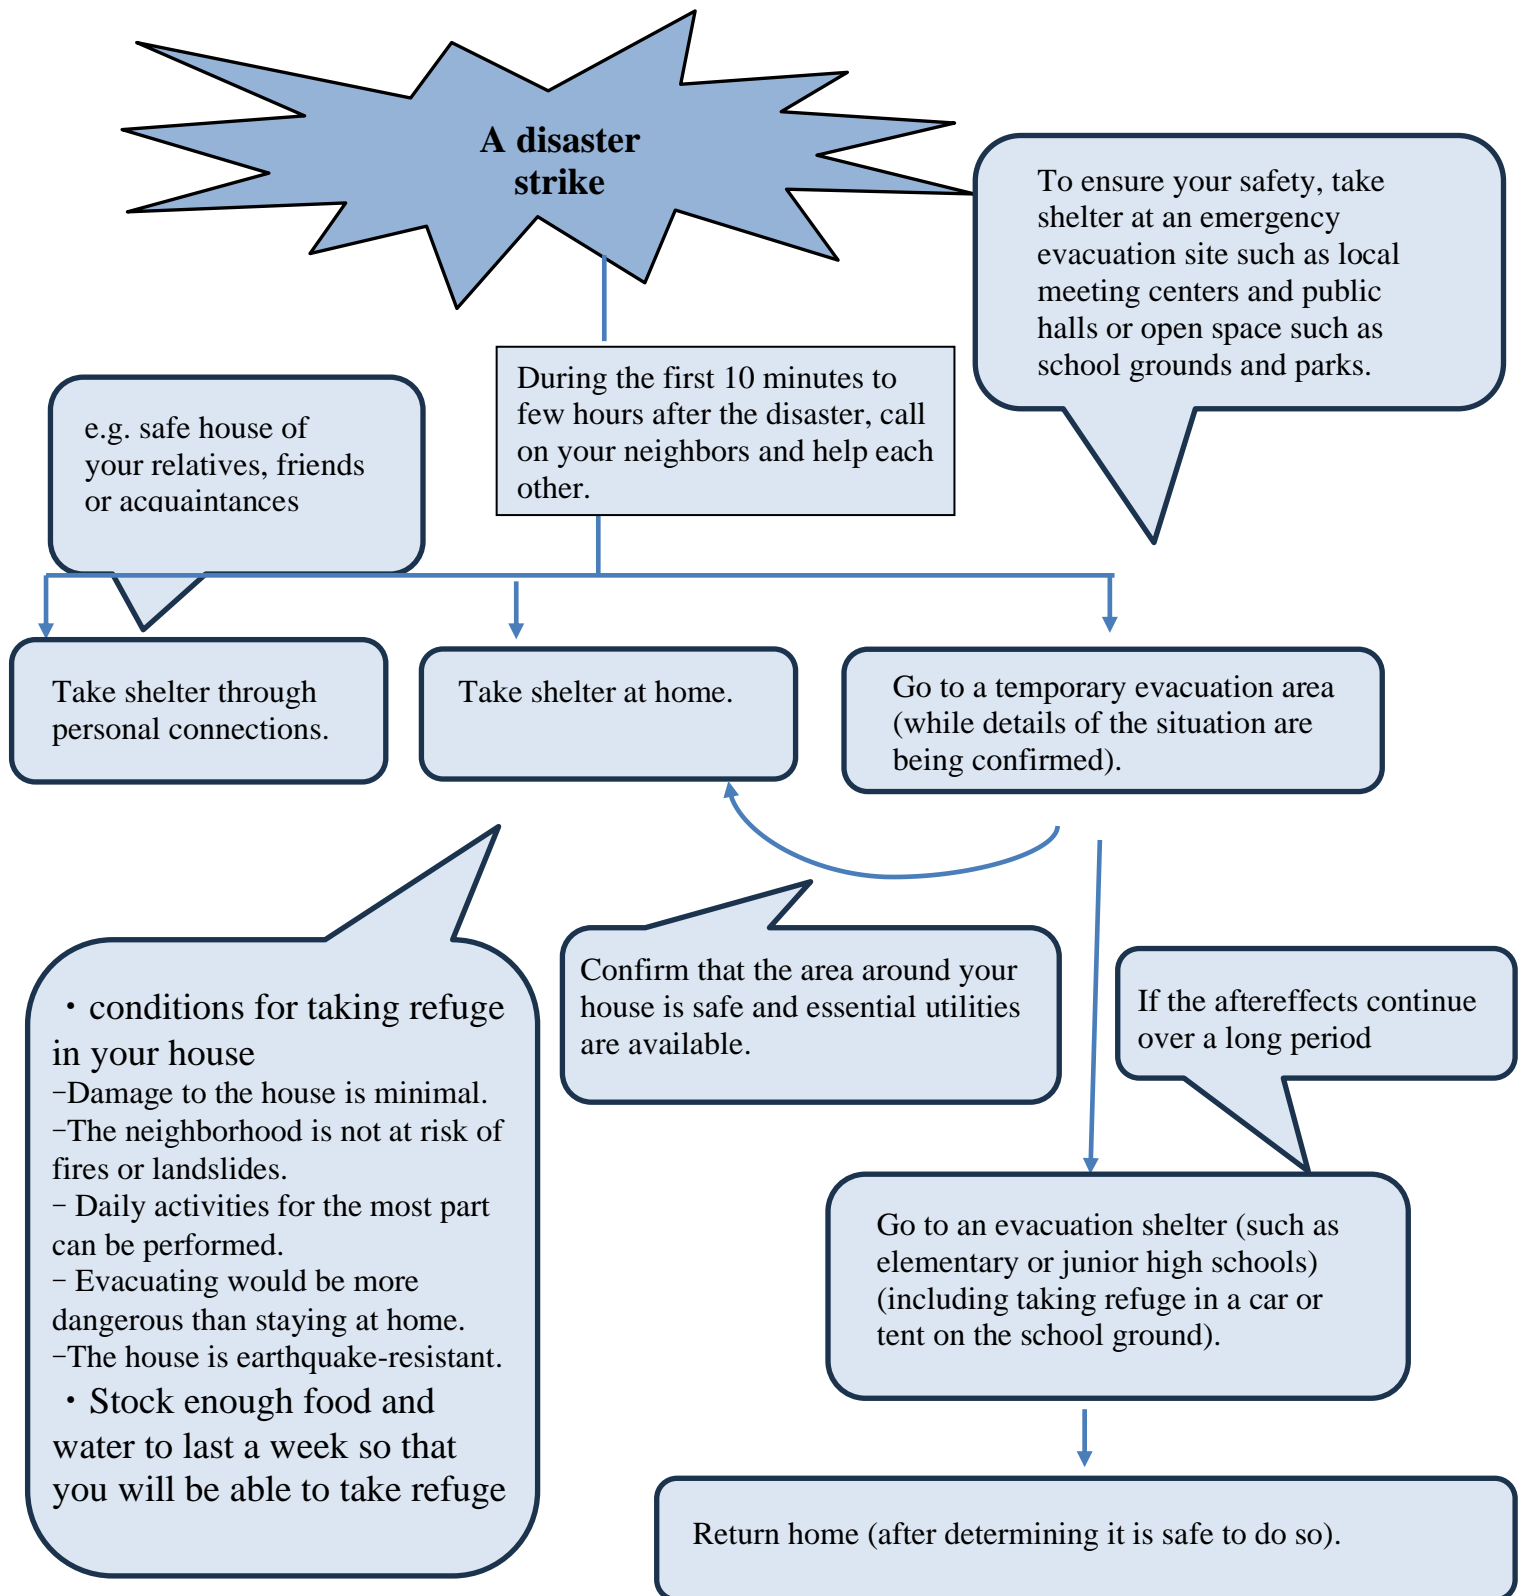 A disaster
strike
To ensure your safety, take
shelter at an emergency
evacuation site such as local
meeting centers and public
halls or open space such as
school grounds and parks.
During the first 10 minutes to
few hours after the disaster, call
on your neighbors and help each
other.
e.g. safe house of
your relatives, friends
or acquaintances
Take shelter through
personal connections.
Take shelter at home.
Go to a temporary evacuation area
(while details of the situation are
being confirmed).
・conditions for taking refuge
in your house
−Damage to the house is minimal.
−The neighborhood is not at risk of
fires or landslides.
− Daily activities for the most part
can be performed.
− Evacuating would be more
dangerous than staying at home.
−The house is earthquake-resistant.
・Stock enough food and
water to last a week so that
you will be able to take refuge
Confirm that the area around your
house is safe and essential utilities
are available.
If the aftereffects continue
over a long period
Go to an evacuation shelter (such as
elementary or junior high schools)
(including taking refuge in a car or
tent on the school ground).
Return home (after determining it is safe to do so).